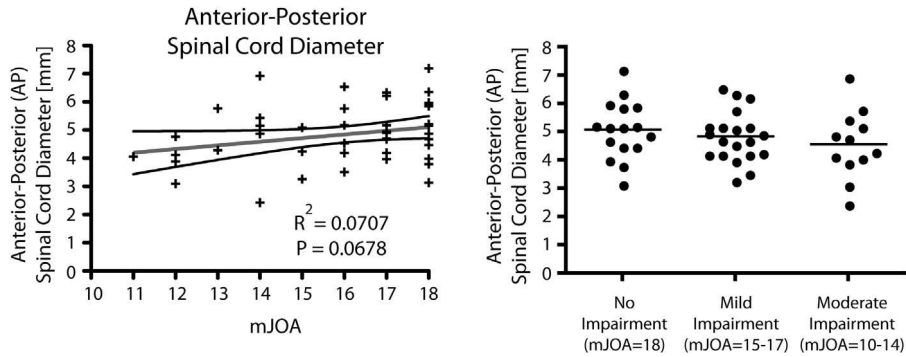 Anterior-Posterior
Spinal Cord Diameter
Anterior-Posterior (AP)
Spinal Cord Diameter [mm]
8
7
6
5
4
3
2
1
0
R² = 0.0707
P = 0.0678
10 11 12 13 14 15 16 17 18
mJOA
Anterior-Posterior (AP)
Spinal Cord Diameter [mm]
8
7
6
5
4
3
2
1
0
No
Impairment
(mJOA=18)
Mild
Impairment
(mJOA=15-17)
Moderate
Impairment
(mJOA=10-14)